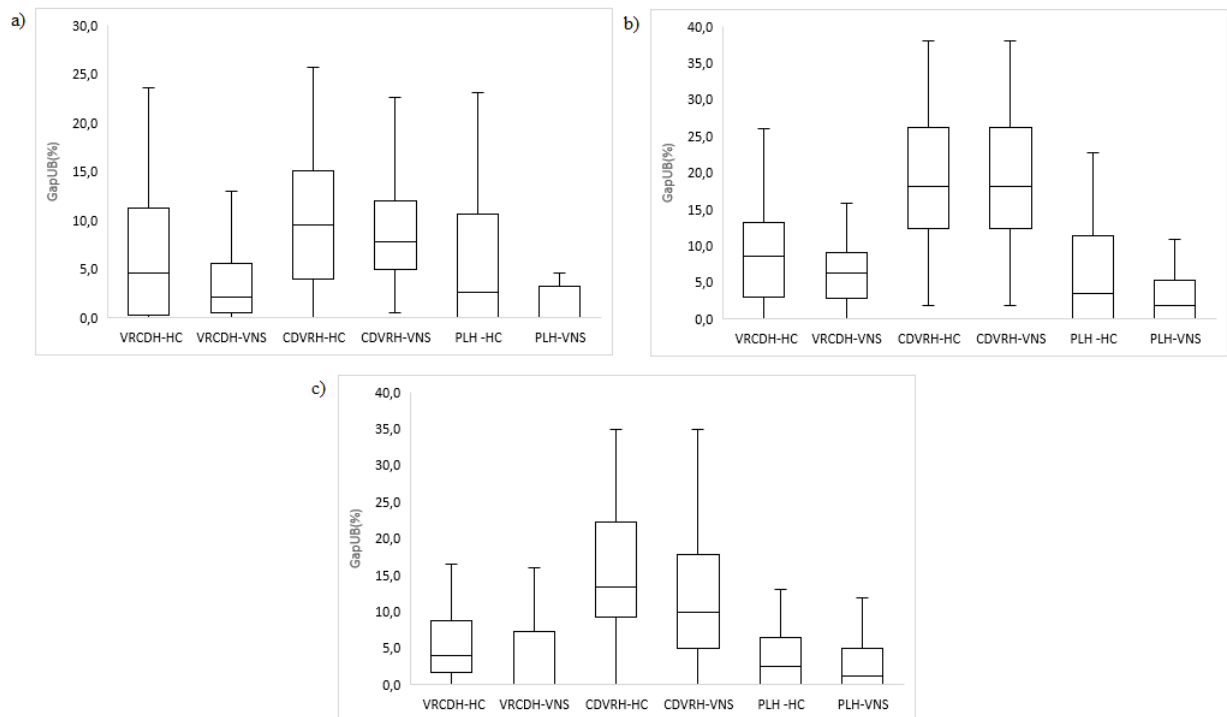 a)
30,0
25,0
20,0
15,0
10,0
5,0
0,0
GapUB(%)
VRCDH-HC VRCDH-VNS CDVRH-HC CDVRH-VNS PLH -HC PLH-VNS
b)
40,0
35,0
30,0
25,0
20,0
15,0
10,0
5,0
0,0
GapUB(%)
VRCDH-HC VRCDH-VNS CDVRH-HC CDVRH-VNS PLH -HC PLH-VNS
c)
40,0
35,0
30,0
25,0
20,0
15,0
10,0
5,0
0,0
GapUB(%)
VRCDH-HC VRCDH-VNS CDVRH-HC CDVRH-VNS PLH -HC PLH-VNS